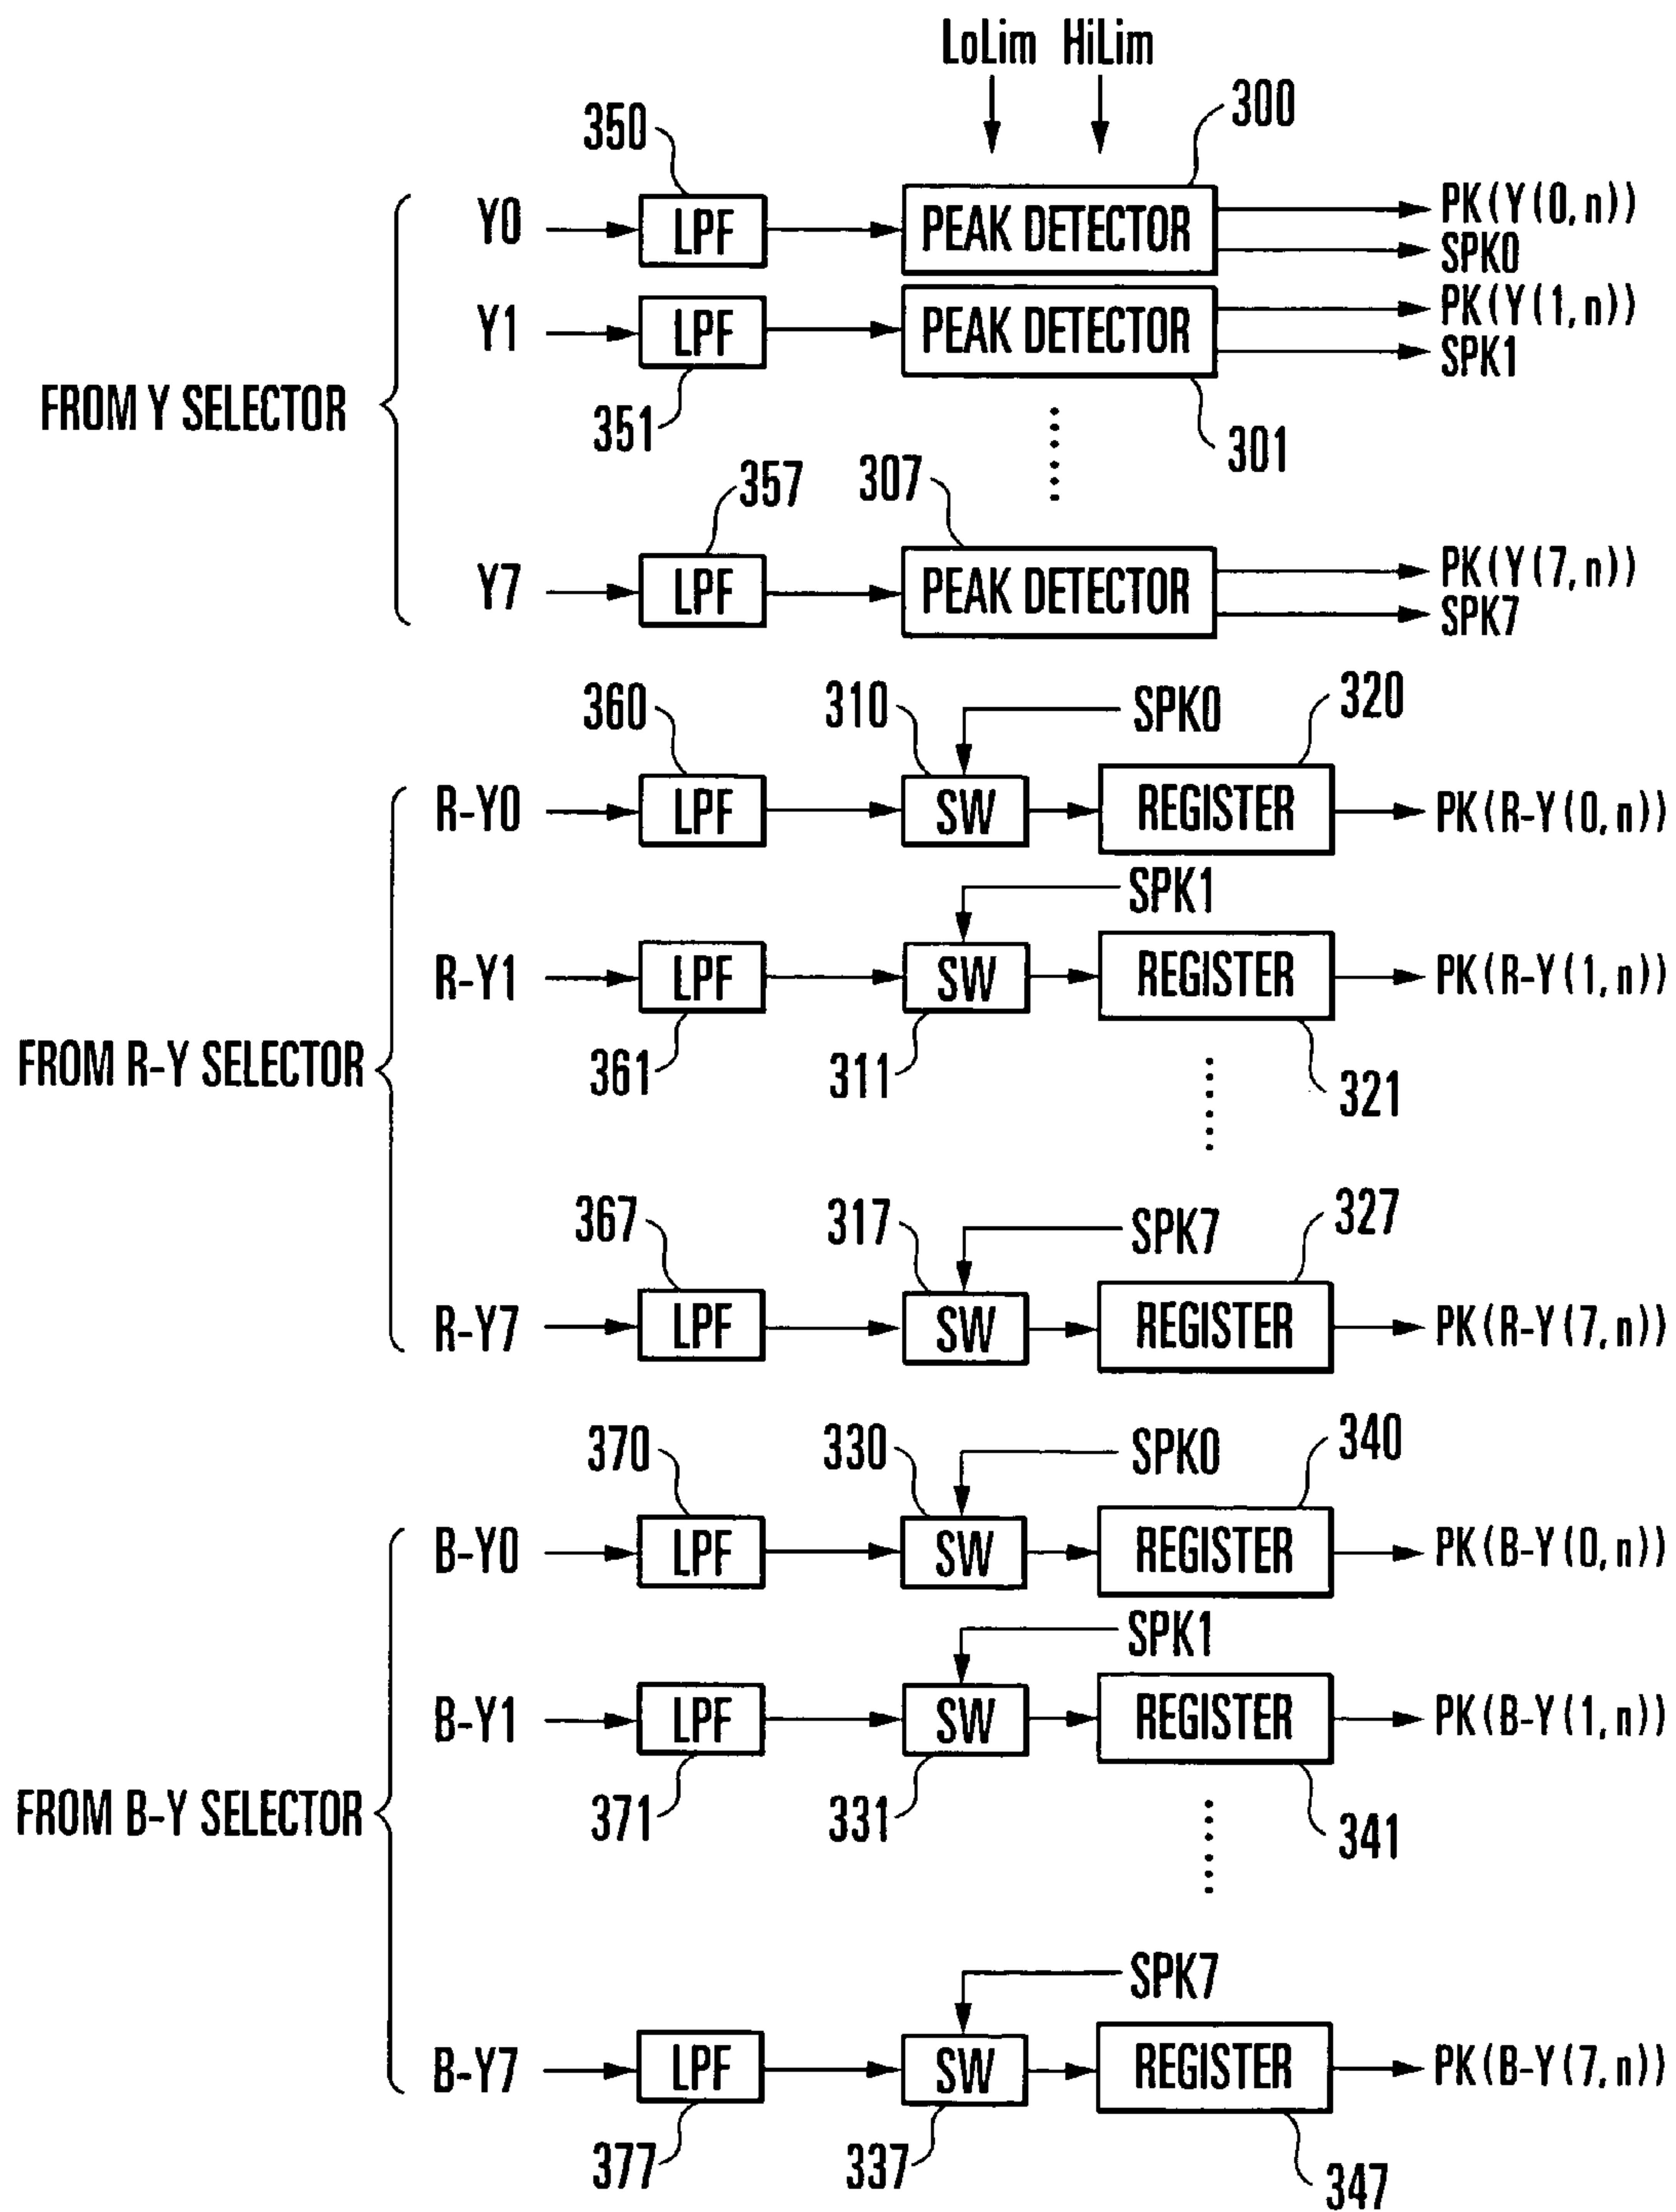 LoLim HiLim
350 300
Y0 LPF PEAK DETECTOR PK(Y(0,n))
SPK0
Y1 LPF PEAK DETECTOR PK(Y(1,n))
SPK1
FROM Y SELECTOR
351 301
357 307
Y7 LPF PEAK DETECTOR PK(Y(7,n))
SPK7
360 310 SPK0 320
R-Y0 LPF SW REGISTER PK(R-Y(0,n))
SPK1
R-Y1 LPF SW REGISTER PK(R-Y(1,n))
FROM R-Y SELECTOR
361 311 321
367 317 SPK7 327
R-Y7 LPF SW REGISTER PK(R-Y(7,n))
370 330 SPK0 340
B-Y0 LPF SW REGISTER PK(B-Y(0,n))
SPK1
B-Y1 LPF SW REGISTER PK(B-Y(1,n))
FROM B-Y SELECTOR
371 331 341
SPK7
B-Y7 LPF SW REGISTER PK(B-Y(7,n))
377 337 347